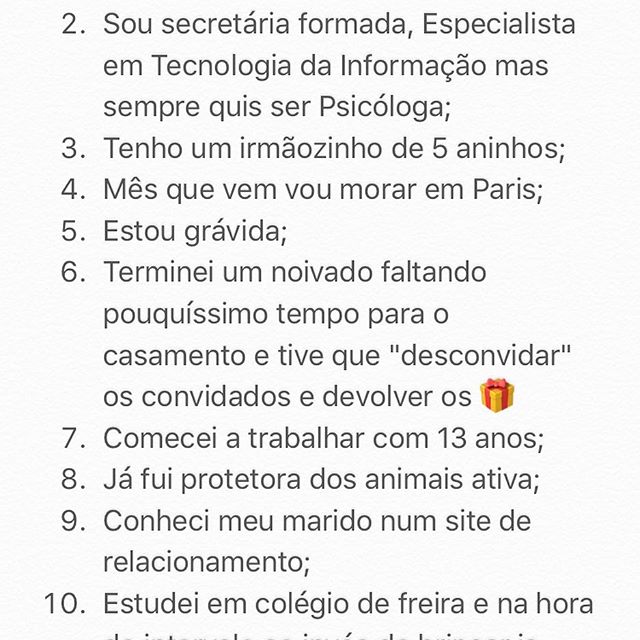 2. Sou secretária formada, Especialista
em Tecnologia da Informação mas
sempre quis ser Psicóloga;
3. Tenho um irmãozinho de 5 aninhos;
4. Mês que vem vou morar em Paris;
5. Estou grávida;
6. Terminei um noivado faltando
pouquíssimo tempo para o
casamento e tive que "desconvidar"
os convidados e devolver os 🎁
7. Comecei a trabalhar com 13 anos;
8. Já fui protetora dos animais ativa;
9. Conheci meu marido num site de
relacionamento;
10. Estudei em colégio de freira e na hora